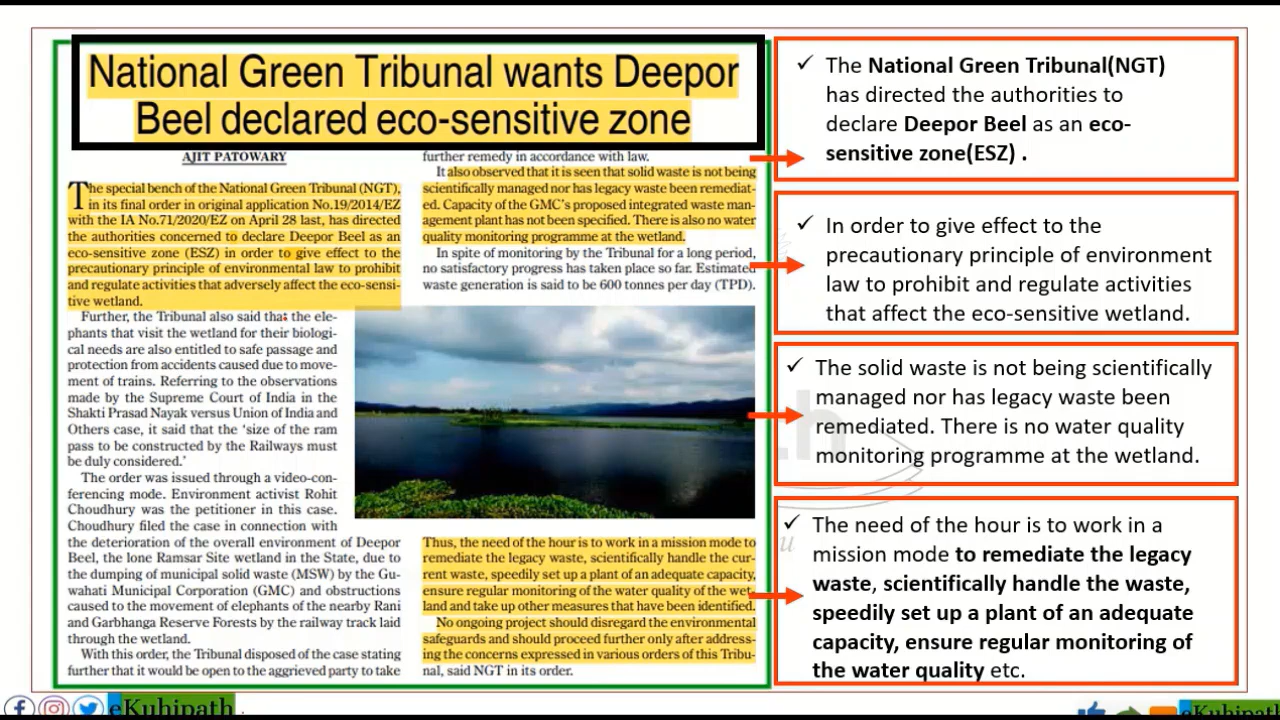 National Green Tribunal wants Deepor
Beel declared eco-sensitive zone
AJIT PATOWARY
The special bench of the National Green Tribunal (NGT),
in its final order in original application No.19/2014/EZ
with the IA No.71/2020/EZ on April 28 last, has directed
the authorities concerned to declare Deepor Beel as an
eco-sensitive zone (ESZ) in order to give effect to the
precautionary principle of environmental law to prohibit
and regulate activities that adversely affect the eco-sensi-
tive wetland.
Further, the Tribunal also said that the ele-
phants that visit the wetland for their biologi-
cal needs are also entitled to safe passage and
protection from accidents caused due to move-
ment of trains. Referring to the observations
made by the Supreme Court of India in the
Shakti Prasad Nayak versus Union of India and
Others case, it said that the ‘size of the ram
pass to be constructed by the Railways must
be duly considered.’
The order was issued through a video-con-
ferencing mode. Environment activist Rohit
Choudhury was the petitioner in this case.
Choudhury filed the case in connection with
the deterioration of the overall environment of Deepor
Beel, the lone Ramsar Site wetland in the State, due to
the dumping of municipal solid waste (MSW) by the Gu-
wahati Municipal Corporation (GMC) and obstructions
caused to the movement of elephants of the nearby Rani
and Garbhanga Reserve Forests by the railway track laid
through the wetland.
With this order, the Tribunal disposed of the case stating
further that it would be open to the aggrieved party to take
further remedy in accordance with law.
It also observed that it is seen that solid waste is not being
scientifically managed nor has legacy waste been remediat-
ed. Capacity of the GMC's proposed integrated waste man-
agement plant has not been specified. There is also no water
quality monitoring programme at the wetland.
In spite of monitoring by the Tribunal for a long period,
no satisfactory progress has taken place so far. Estimated
waste generation is said to be 600 tonnes per day (TPD).
Thus, the need of the hour is to work in a mission mode to
remediate the legacy waste, scientifically handle the cur-
rent waste, speedily set up a plant of an adequate capacity,
ensure regular monitoring of the water quality of the wet-
land and take up other measures that have been identified.
No ongoing project should disregard the environmental
safeguards and should proceed further only after address-
ing the concerns expressed in various orders of this Tribu-
nal, said NGT in its order.
✓ The National Green Tribunal(NGT)
has directed the authorities to
declare Deepor Beel as an eco-
sensitive zone(ESZ) .
✓ In order to give effect to the
precautionary principle of environment
law to prohibit and regulate activities
that affect the eco-sensitive wetland.
✓ The solid waste is not being scientifically
managed nor has legacy waste been
remediated. There is no water quality
monitoring programme at the wetland.
✓ The need of the hour is to work in a
mission mode to remediate the legacy
waste, scientifically handle the waste,
speedily set up a plant of an adequate
capacity, ensure regular monitoring of
the water quality etc.
eKuhipath
eKuhipath